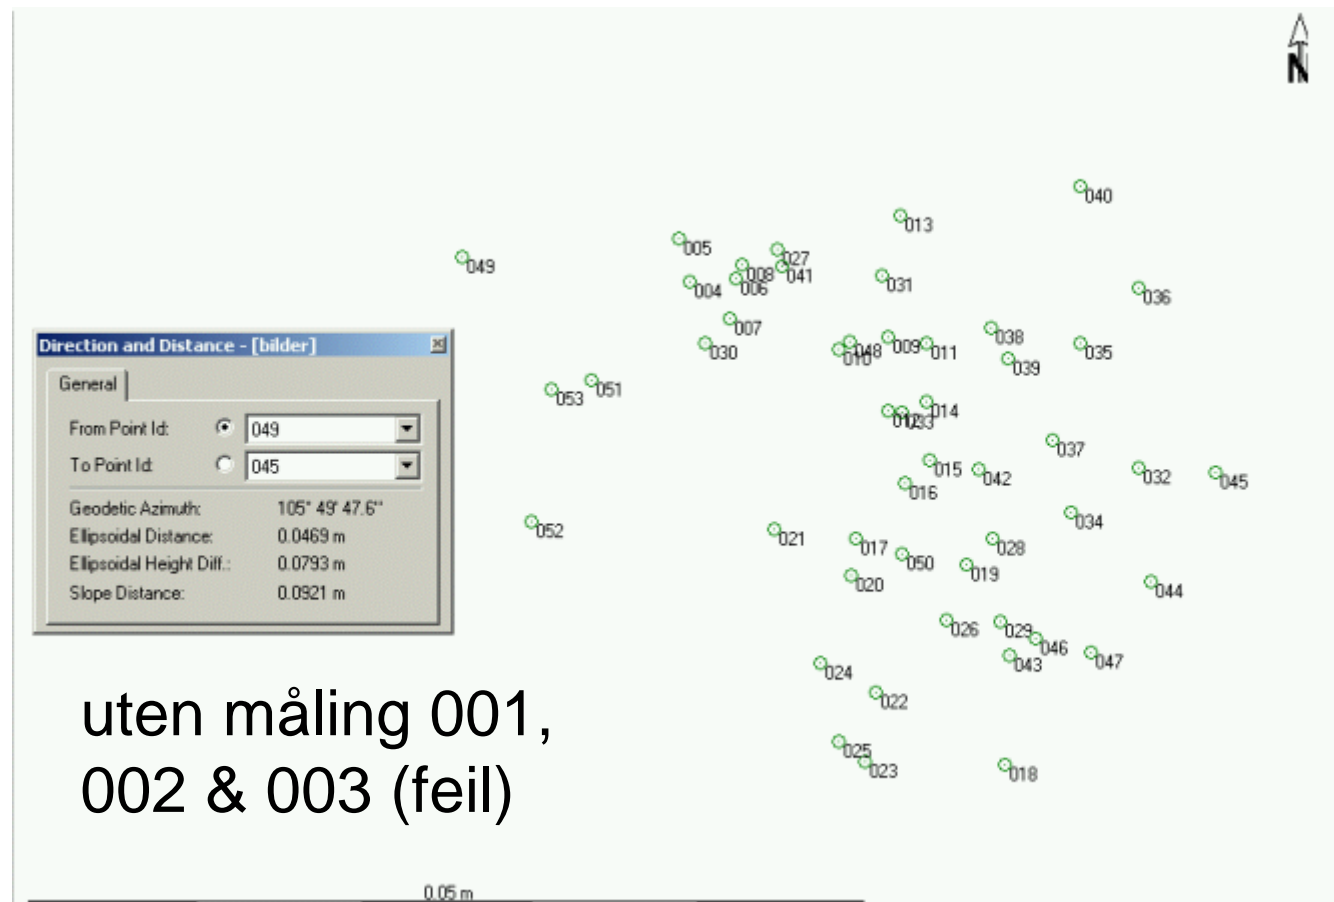 N
040
013
005
027
049
008 041
004 006 031
036
007
038
030 010 048 009 011 035
039
051
053
014
012 033
037
015 042 032 045
016
034
052
021 017 028
050
019
020 044
026 029
046
043 047
024
022
025
023 018
Direction and Distance - [bilder]
General
From Point Id: 049
To Point Id: 045
Geodetic Azimuth: 105° 49' 47.6"
Ellipsoidal Distance: 0.0469 m
Ellipsoidal Height Diff.: 0.0793 m
Slope Distance: 0.0921 m
uten måling 001,
002 & 003 (feil)
0.05 m